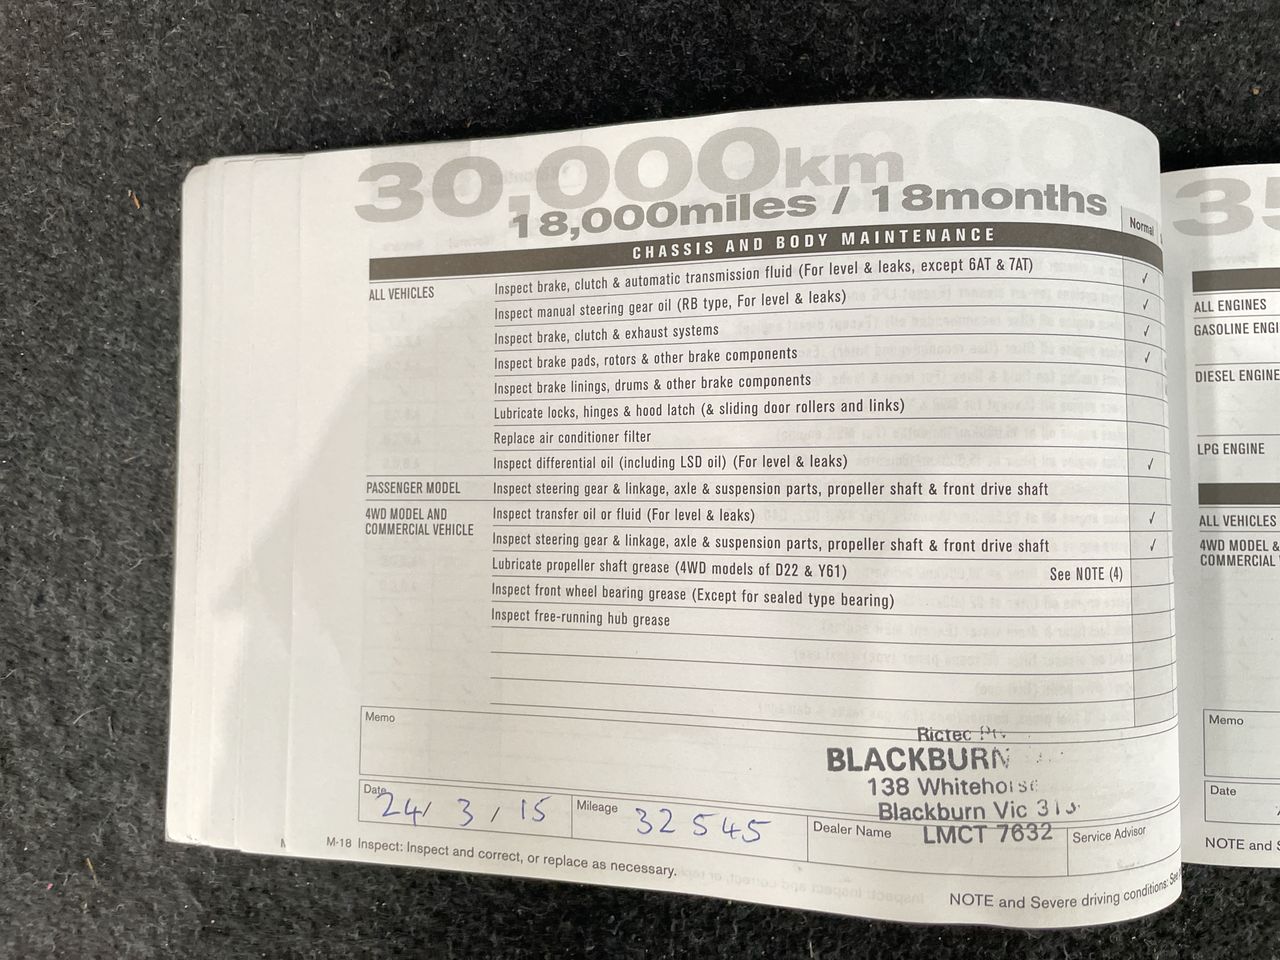 30,000km
18,000miles / 18months
Normal
CHASSIS AND BODY MAINTENANCE
ALL VEHICLES
Inspect brake, clutch & automatic transmission fluid (For level & leaks, except 6AT & 7AT) ✓
Inspect manual steering gear oil (RB type, For level & leaks) ✓
Inspect brake, clutch & exhaust systems ✓
Inspect brake pads, rotors & other brake components ✓
Inspect brake linings, drums & other brake components
Lubricate locks, hinges & hood latch (& sliding door rollers and links)
Replace air conditioner filter
Inspect differential oil (including LSD oil) (For level & leaks) ✓
PASSENGER MODEL Inspect steering gear & linkage, axle & suspension parts, propeller shaft & front drive shaft
4WD MODEL AND
COMMERCIAL VEHICLE
Inspect transfer oil or fluid (For level & leaks) ✓
Inspect steering gear & linkage, axle & suspension parts, propeller shaft & front drive shaft ✓
Lubricate propeller shaft grease (4WD models of D22 & Y61) See NOTE (4)
Inspect front wheel bearing grease (Except for sealed type bearing)
Inspect free-running hub grease
Memo
Rictec
BLACKBURN
138 Whitehorse
Blackburn Vic
LMCT 7632
Date 24/ 3 / 15
Mileage 32 545
Dealer Name
Service Advisor
M-18 Inspect: Inspect and correct, or replace as necessary.
NOTE and Severe driving conditions:
35
ALL ENGINES
GASOLINE ENGI
DIESEL ENGINE
LPG ENGINE
ALL VEHICLES
4WD MODEL &
COMMERCIAL
Memo
Date
NOTE and